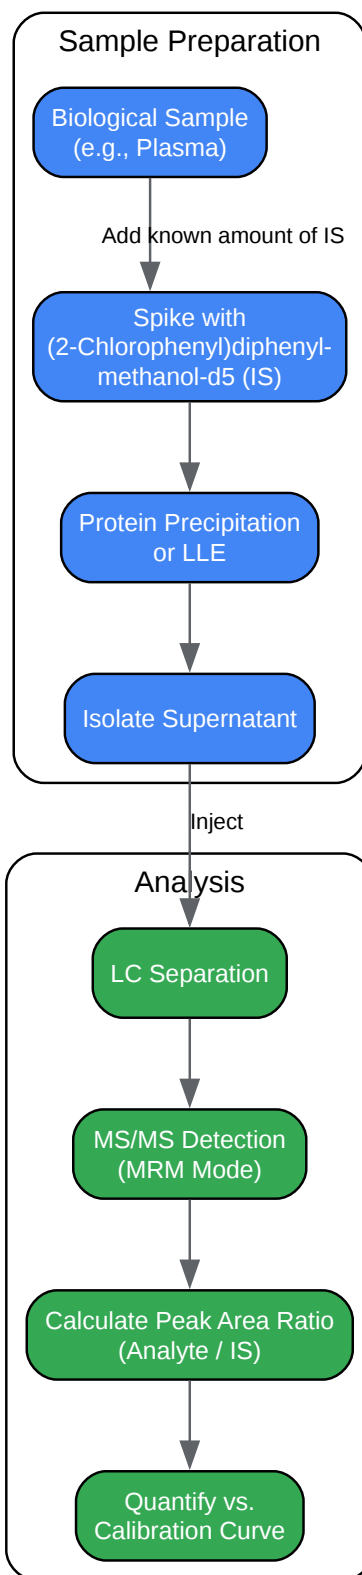 Sample Preparation
Biological Sample
(e.g., Plasma)
Add known amount of IS
Spike with
(2-Chlorophenyl)diphenyl-
methanol-d5 (IS)
Protein Precipitation
or LLE
Isolate Supernatant
Inject
Analysis
LC Separation
MS/MS Detection
(MRM Mode)
Calculate Peak Area Ratio
(Analyte / IS)
Quantify vs.
Calibration Curve